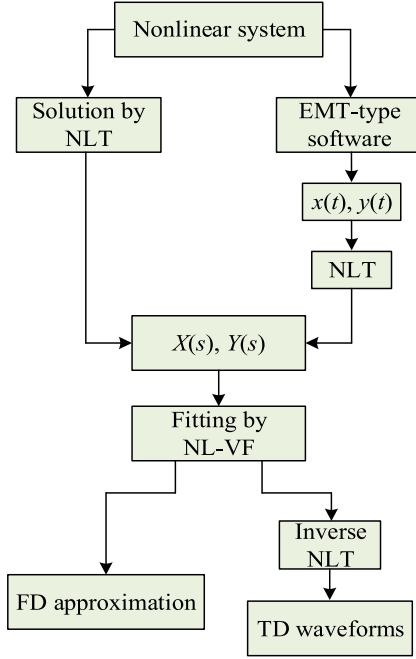 Nonlinear system
Solution by
NLT
EMT-type
software
x(t), y(t)
NLT
X(s), Y(s)
Fitting by
NL-VF
Inverse
NLT
FD approximation
TD waveforms